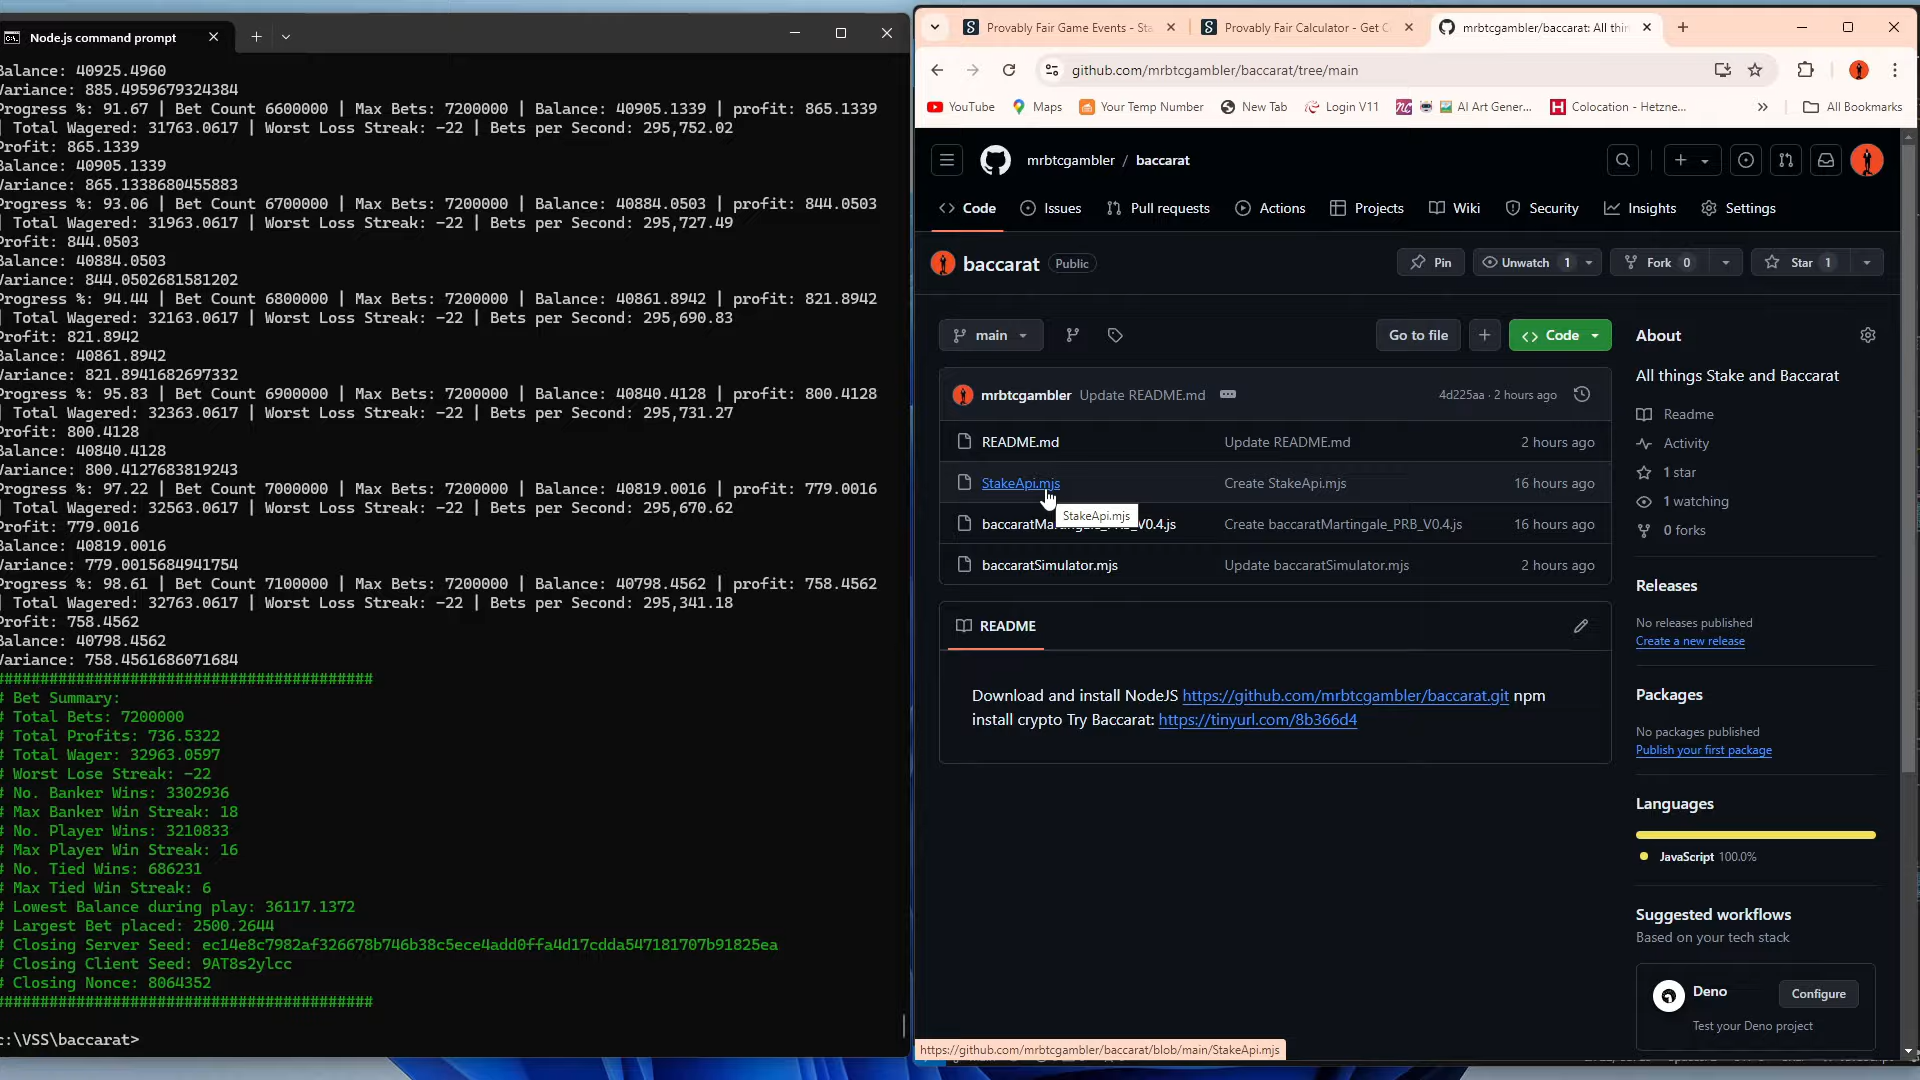 Node.js command prompt
Balance: 40925.4960
Variance: 885.4959679324384
Progress %: 91.67 | Bet Count 6600000 | Max Bets: 7200000 | Balance: 40905.1339 | profit: 865.1339
| Total Wagered: 31763.0617 | Worst Loss Streak: -22 | Bets per Second: 295,752.02
Profit: 865.1339
Balance: 40905.1339
Variance: 865.1338680455883
Progress %: 93.06 | Bet Count 6700000 | Max Bets: 7200000 | Balance: 40884.0503 | profit: 844.0503
| Total Wagered: 31963.0617 | Worst Loss Streak: -22 | Bets per Second: 295,727.49
Profit: 844.0503
Balance: 40884.0503
Variance: 844.0502681581202
Progress %: 94.44 | Bet Count 6800000 | Max Bets: 7200000 | Balance: 40861.8942 | profit: 821.8942
| Total Wagered: 32163.0617 | Worst Loss Streak: -22 | Bets per Second: 295,690.83
Profit: 821.8942
Balance: 40861.8942
Variance: 821.8941682697332
Progress %: 95.83 | Bet Count 6900000 | Max Bets: 7200000 | Balance: 40840.4128 | profit: 800.4128
| Total Wagered: 32363.0617 | Worst Loss Streak: -22 | Bets per Second: 295,731.27
Profit: 800.4128
Balance: 40840.4128
Variance: 800.4127683819243
Progress %: 97.22 | Bet Count 7000000 | Max Bets: 7200000 | Balance: 40819.0016 | profit: 779.0016
| Total Wagered: 32563.0617 | Worst Loss Streak: -22 | Bets per Second: 295,670.62
Profit: 779.0016
Balance: 40819.0016
Variance: 779.0015684941754
Progress %: 98.61 | Bet Count 7100000 | Max Bets: 7200000 | Balance: 40798.4562 | profit: 758.4562
| Total Wagered: 32763.0617 | Worst Loss Streak: -22 | Bets per Second: 295,341.18
Profit: 758.4562
Balance: 40798.4562
Variance: 758.4561686071684
##########################################
# Bet Summary:
# Total Bets: 7200000
# Total Profits: 736.5322
# Total Wager: 32963.0597
# Worst Lose Streak: -22
# No. Banker Wins: 3302936
# Max Banker Win Streak: 18
# No. Player Wins: 3210833
# Max Player Win Streak: 16
# No. Tied Wins: 686231
# Max Tied Win Streak: 6
# Lowest Balance during play: 36117.1372
# Largest Bet placed: 2500.2644
# Closing Server Seed: ec14e8c7982af326678b746b38c5ece4add0ffa4d17cdda547181707b91825ea
# Closing Client Seed: 9AT8s2ylcc
# Closing Nonce: 8064352
##########################################
c:\VSS\baccarat>
Provably Fair Game Events - Sta
Provably Fair Calculator - Get C
mrbtcgambler/baccarat: All thin
github.com/mrbtcgambler/baccarat/tree/main
YouTube Maps Your Temp Number New Tab Login V11 AI Art Gener... Colocation - Hetzne... » All Bookmarks
mrbtcgambler / baccarat
Code Issues Pull requests Actions Projects Wiki Security Insights Settings
baccarat Public Pin Unwatch 1 Fork 0 Star 1
main Go to file Code
mrbtcgambler Update README.md 4d225aa · 2 hours ago
README.md Update README.md 2 hours ago
StakeApi.mjs Create StakeApi.mjs 16 hours ago
StakeApi.mjs
baccaratMa V0.4.js Create baccaratMartingale_PRB_V0.4.js 16 hours ago
baccaratSimulator.mjs Update baccaratSimulator.mjs 2 hours ago
README
Download and install NodeJS https://github.com/mrbtcgambler/baccarat.git npm
install crypto Try Baccarat: https://tinyurl.com/8b366d4
About
All things Stake and Baccarat
Readme
Activity
1 star
1 watching
0 forks
Releases
No releases published
Create a new release
Packages
No packages published
Publish your first package
Languages
JavaScript 100.0%
Suggested workflows
Based on your tech stack
Deno Configure
Test your Deno project
https://github.com/mrbtcgambler/baccarat/blob/main/StakeApi.mjs